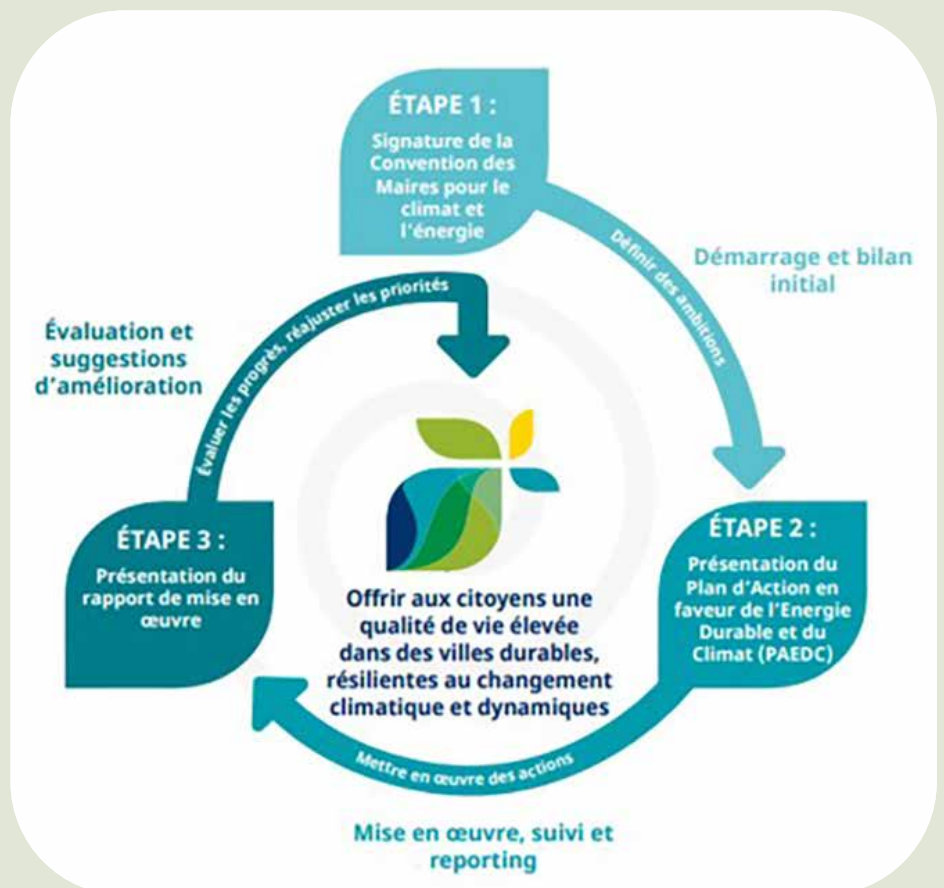 ÉTAPE 1 :
Signature de la
Convention des
Maires pour le
climat et
l'énergie
Définir des ambitions
Démarrage et bilan
initial
ÉTAPE 2 :
Présentation du
Plan d'Action en
faveur de l'Energie
Durable et du
Climat (PAEDC)
Mettre en œuvre des actions
Mise en œuvre, suivi et
reporting
ÉTAPE 3 :
Présentation du
rapport de mise en
œuvre
Évaluer les progrès, réajuster les priorités
Évaluation et
suggestions
d'amélioration
Offrir aux citoyens une
qualité de vie élevée
dans des villes durables,
résilientes au changement
climatique et dynamiques